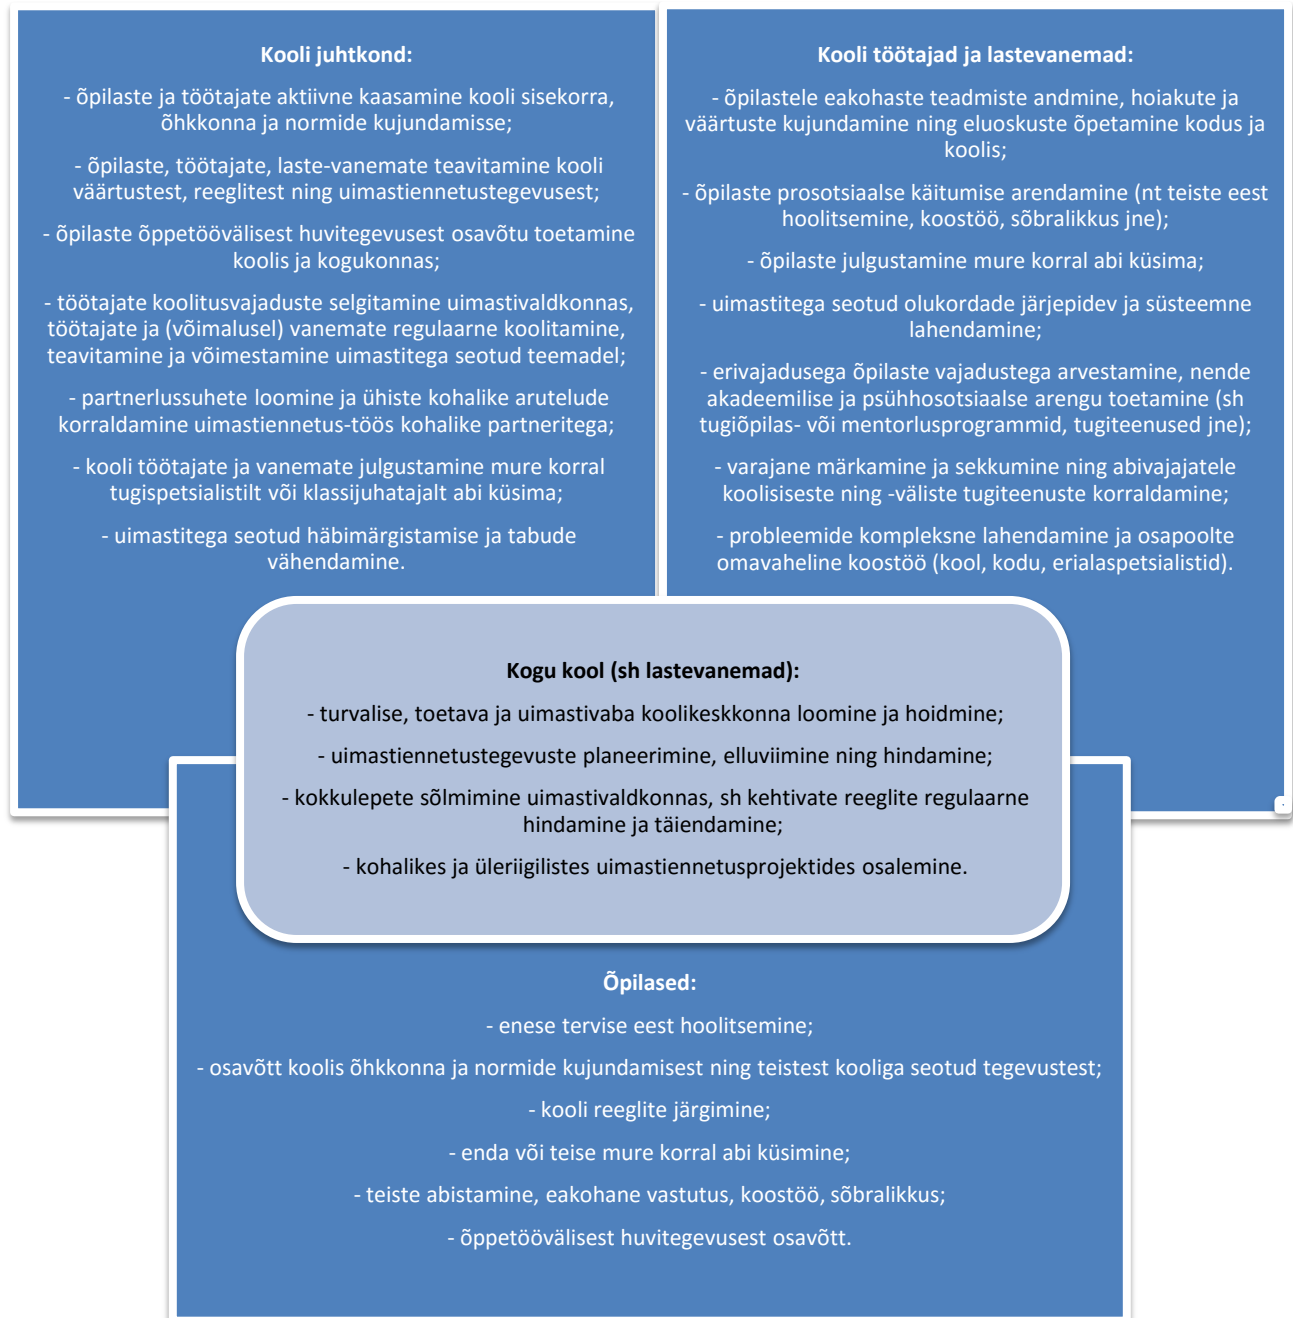 Kooli juhtkond:
- õpilaste ja töötajate aktiivne kaasamine kooli sisekorra,
õhkkonna ja normide kujundamisse;
- õpilaste, töötajate, laste-vanemate teavitamine kooli
väärtustest, reeglitest ning uimastiennetustegevusest;
- õpilaste õppetöövälisest huvitegevusest osavõtu toetamine
koolis ja kogukonnas;
- töötajate koolitusvajaduste selgitamine uimastivaldkonnas,
töötajate ja (võimalusel) vanemate regulaarne koolitamine,
teavitamine ja võimestamine uimastitega seotud teemadel;
- partnerlussuhete loomine ja ühiste kohalike arutelude
korraldamine uimastiennetus-töös kohalike partneritega;
- kooli töötajate ja vanemate julgustamine mure korral
tugispetsialistilt või klassijuhatajalt abi küsima;
- uimastitega seotud häbimärgistamise ja tabude
vähendamine.
Kooli töötajad ja lastevanemad:
- õpilastele eakohaste teadmiste andmine, hoiakute ja
väärtuste kujundamine ning eluoskuste õpetamine kodus ja
koolis;
- õpilaste prosotsiaalse käitumise arendamine (nt teiste eest
hoolitsemine, koostöö, sõbralikkus jne);
- õpilaste julgustamine mure korral abi küsima;
- uimastitega seotud olukordade järjepidev ja süsteemne
lahendamine;
- erivajadusega õpilaste vajadustega arvestamine, nende
akadeemilise ja psühhosotsiaalse arengu toetamine (sh
tugiõpilas- või mentorlusprogrammid, tugiteenused jne);
- varajane märkamine ja sekkumine ning abivajajatele
koolisiseste ning -väliste tugiteenuste korraldamine;
- probleemide kompleksne lahendamine ja osapoolte
omavaheline koostöö (kool, kodu, erialaspetsialistid).
Kogu kool (sh lastevanemad):
- turvalise, toetava ja uimastivaba koolikeskkonna loomine ja hoidmine;
- uimastiennetustegevuste planeerimine, elluviimine ning hindamine;
- kokkulepete sõlmimine uimastivaldkonnas, sh kehtivate reeglite regulaarne
hindamine ja täiendamine;
- kohalikes ja üleriigilistes uimastiennetusprojektides osalemine.
Õpilased:
- enese tervise eest hoolitsemine;
- osavõtt koolis õhkkonna ja normide kujundamisest ning teistest kooliga seotud tegevustest;
- kooli reeglite järgimine;
- enda või teise mure korral abi küsimine;
- teiste abistamine, eakohane vastutus, koostöö, sõbralikkus;
- õppetöövälisest huvitegevusest osavõtt.